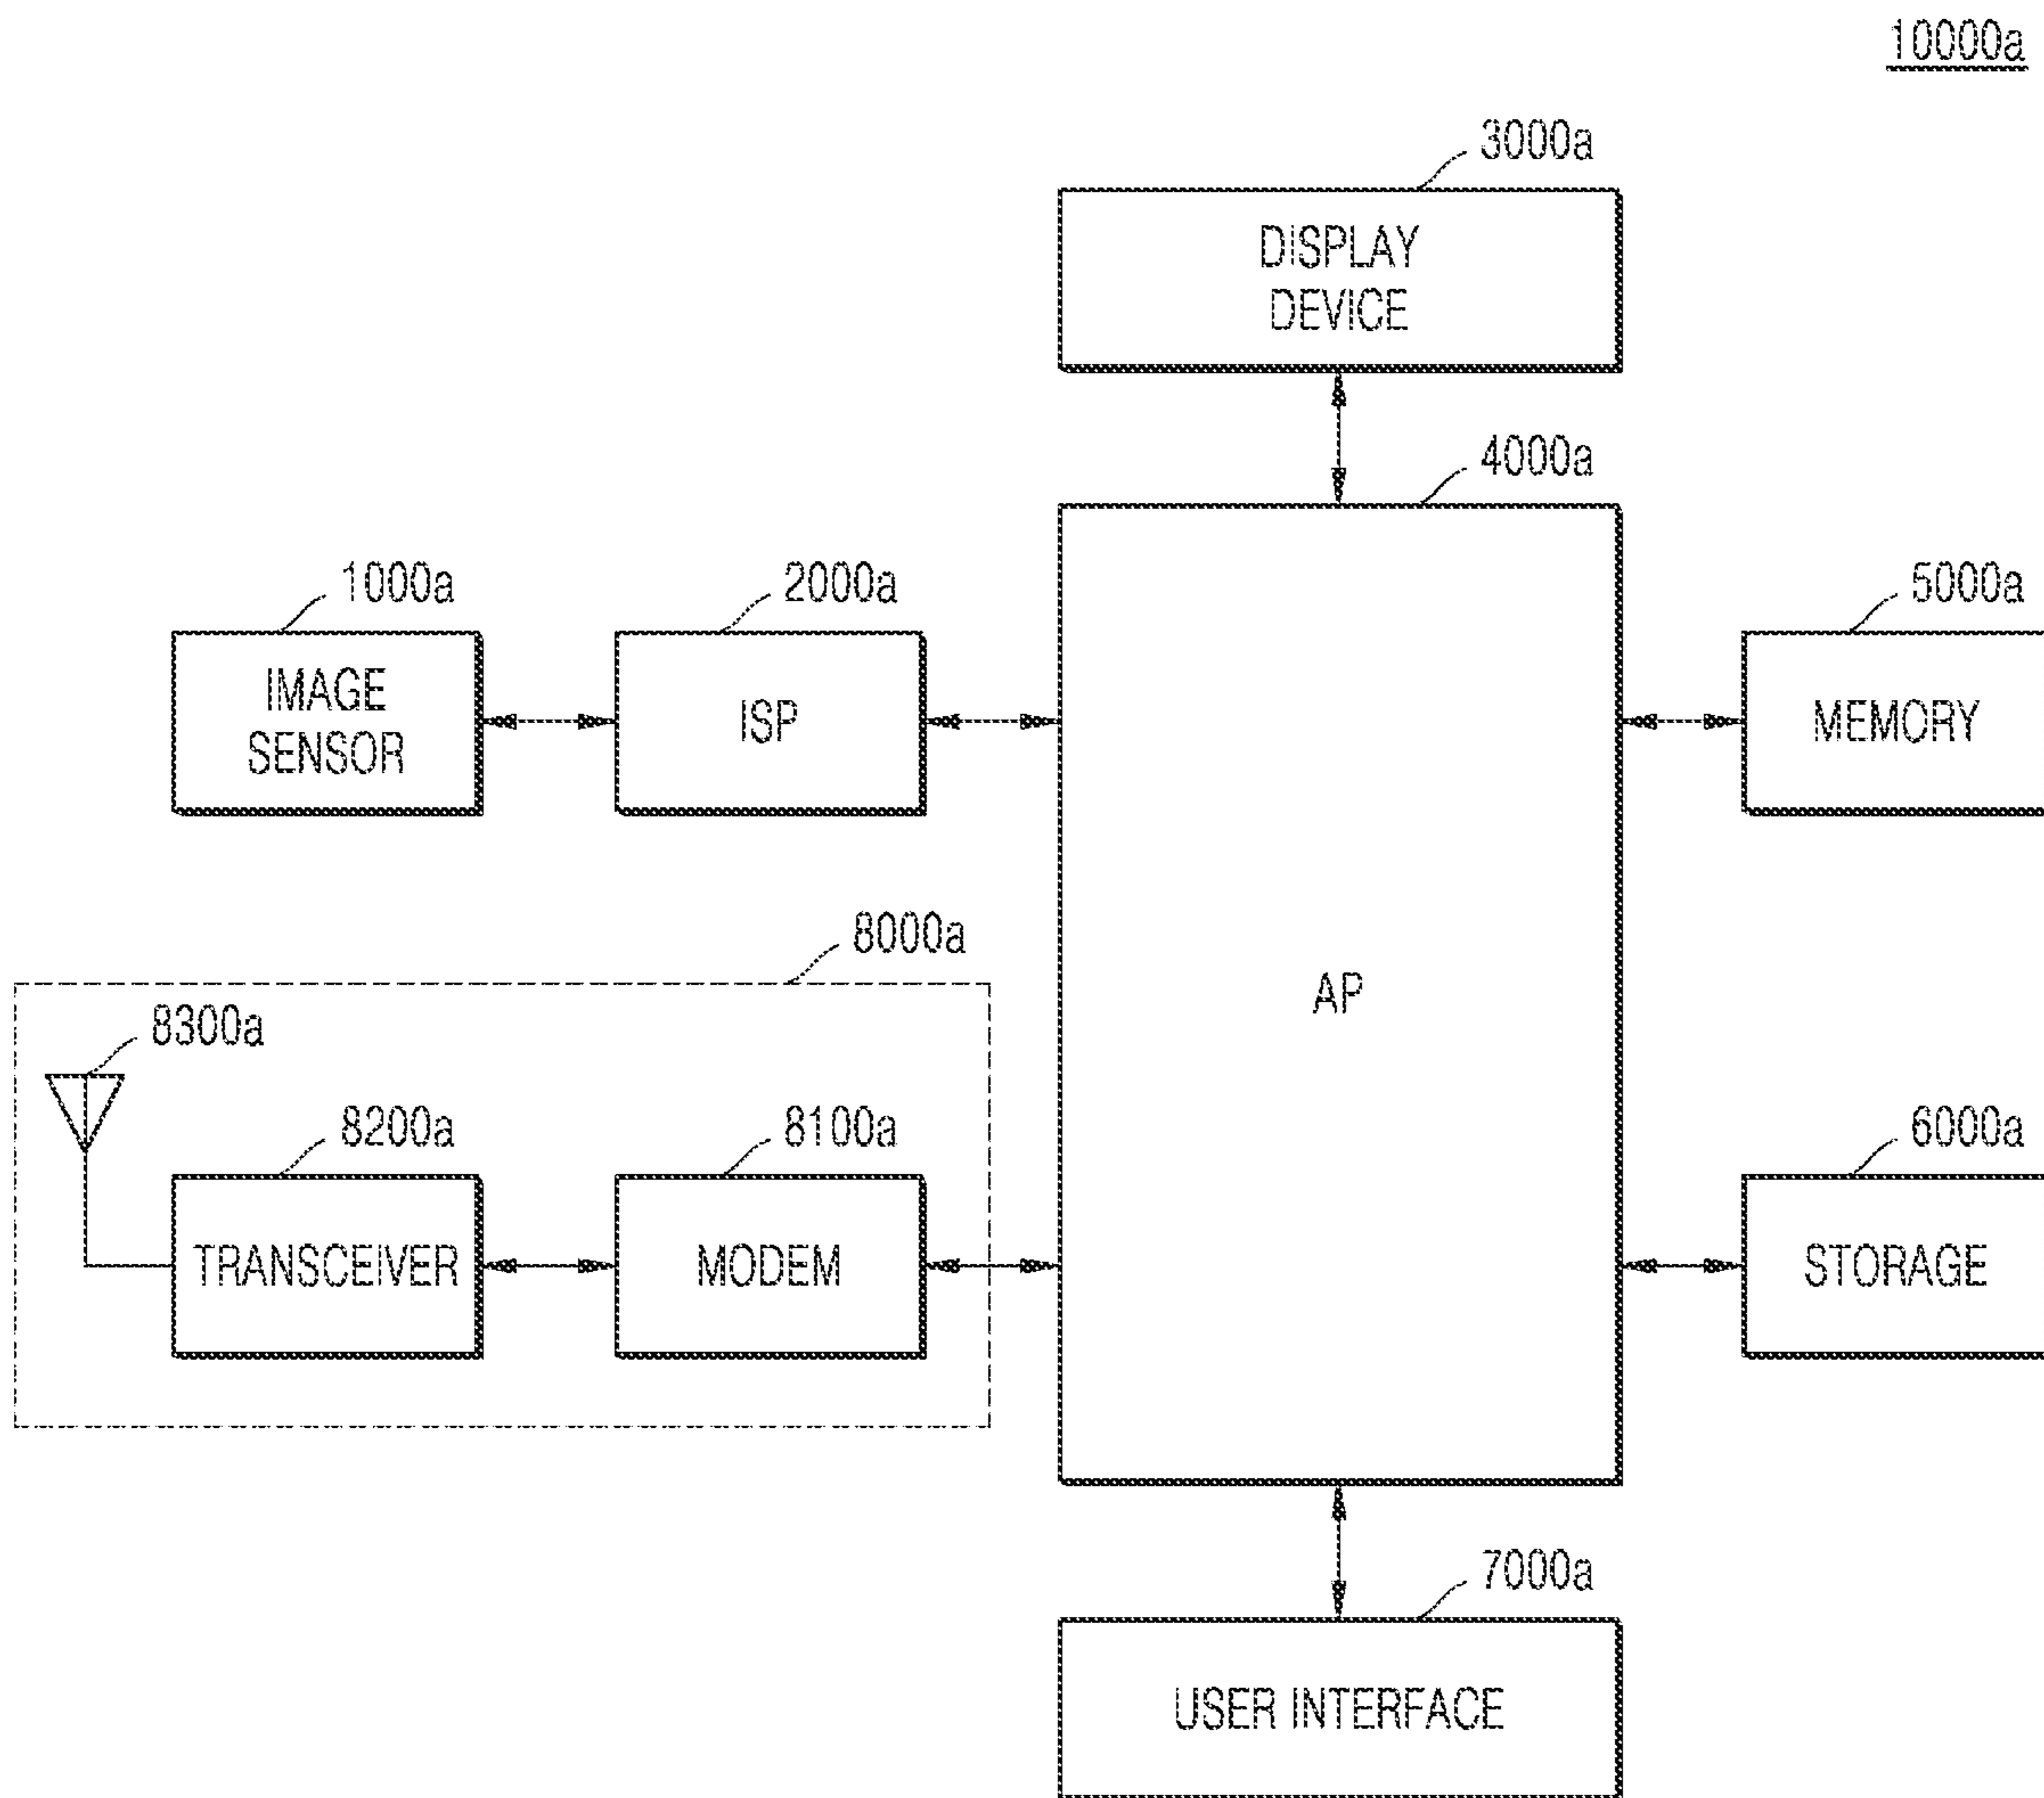 10000a
3000a
DISPLAY
DEVICE
4000a
1000a
2000a
5000a
IMAGE
SENSOR
ISP
MEMORY
8000a
AP
8300a
8200a
8100a
6000a
TRANSCEIVER
MODEM
STORAGE
7000a
USER INTERFACE